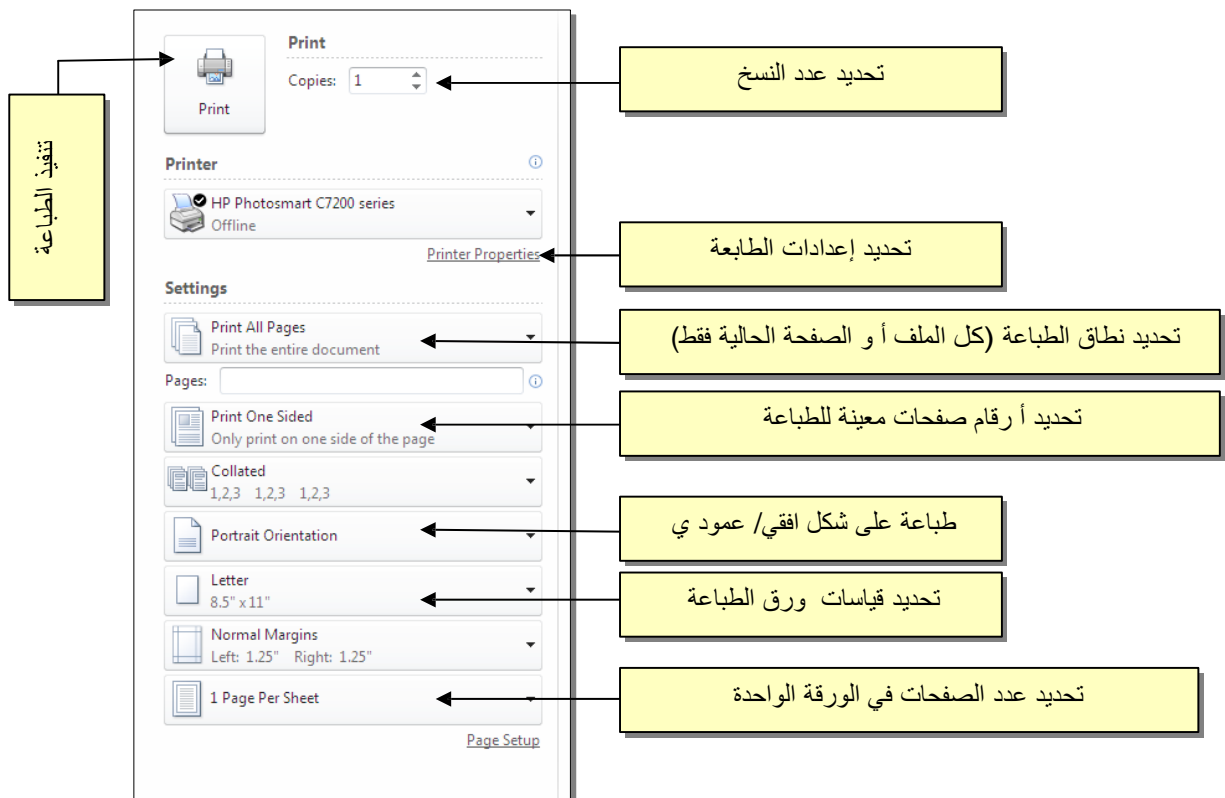 Print
Copies: 1
تحديد عدد النسخ
Print
تنفيذ الطباعة
Printer
HP Photosmart C7200 series
Offline
Printer Properties
تحديد إعدادات الطابعة
Settings
Print All Pages
Print the entire document
تحديد نطاق الطباعة (كل الملف أ و الصفحة الحالية فقط)
Pages:
Print One Sided
Only print on one side of the page
تحديد أ رقام صفحات معينة للطباعة
Collated
1,2,3 1,2,3 1,2,3
Portrait Orientation
طباعة على شكل افقي/ عمود ي
Letter
8.5" x 11"
تحديد قياسات ورق الطباعة
Normal Margins
Left: 1.25" Right: 1.25"
1 Page Per Sheet
تحديد عدد الصفحات في الورقة الواحدة
Page Setup